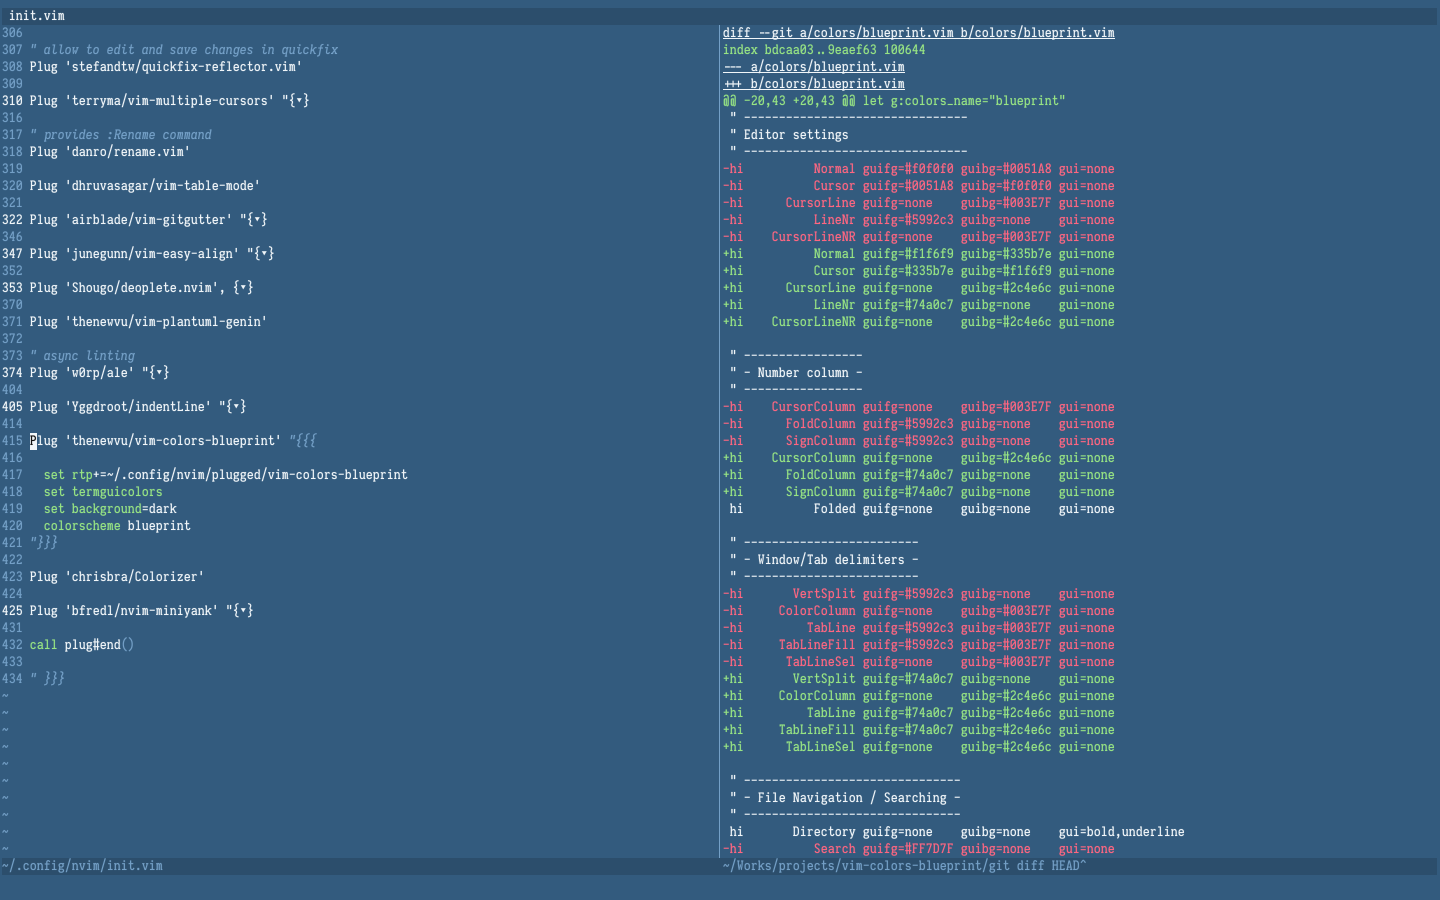 init.vim
306
307 " allow to edit and save changes in quickfix
308 Plug 'stefandtw/quickfix-reflector.vim'
309
310 Plug 'terryma/vim-multiple-cursors' "{▾}
316
317 " provides :Rename command
318 Plug 'danro/rename.vim'
319
320 Plug 'dhruvasagar/vim-table-mode'
321
322 Plug 'airblade/vim-gitgutter' "{▾}
346
347 Plug 'junegunn/vim-easy-align' "{▾}
352
353 Plug 'Shougo/deoplete.nvim', {▾}
370
371 Plug 'thenewvu/vim-plantuml-genin'
372
373 " async linting
374 Plug 'w0rp/ale' "{▾}
404
405 Plug 'Yggdroot/indentLine' "{▾}
414
415 Plug 'thenewvu/vim-colors-blueprint' "{{{
416
417   set rtp+=~/.config/nvim/plugged/vim-colors-blueprint
418   set termguicolors
419   set background=dark
420   colorscheme blueprint
421 "}}}
422
423 Plug 'chrisbra/Colorizer'
424
425 Plug 'bfredl/nvim-miniyank' "{▾}
431
432 call plug#end()
433
434 " }}}
~
~
~
~
~
~
~
~
~
~
~/.config/nvim/init.vim
diff --git a/colors/blueprint.vim b/colors/blueprint.vim
index bdcaa03..9eaef63 100644
--- a/colors/blueprint.vim
+++ b/colors/blueprint.vim
@@ -20,43 +20,43 @@ let g:colors_name="blueprint"
 " --------------------------------
 " Editor settings
 " --------------------------------
-hi          Normal guifg=#f0f0f0 guibg=#0051A8 gui=none
-hi          Cursor guifg=#0051A8 guibg=#f0f0f0 gui=none
-hi      CursorLine guifg=none    guibg=#003E7F gui=none
-hi          LineNr guifg=#5992c3 guibg=none    gui=none
-hi    CursorLineNR guifg=none    guibg=#003E7F gui=none
+hi          Normal guifg=#f1f6f9 guibg=#335b7e gui=none
+hi          Cursor guifg=#335b7e guibg=#f1f6f9 gui=none
+hi      CursorLine guifg=none    guibg=#2c4e6c gui=none
+hi          LineNr guifg=#74a0c7 guibg=none    gui=none
+hi    CursorLineNR guifg=none    guibg=#2c4e6c gui=none
 " -----------------
 " - Number column -
 " -----------------
-hi    CursorColumn guifg=none    guibg=#003E7F gui=none
-hi      FoldColumn guifg=#5992c3 guibg=none    gui=none
-hi      SignColumn guifg=#5992c3 guibg=none    gui=none
+hi    CursorColumn guifg=none    guibg=#2c4e6c gui=none
+hi      FoldColumn guifg=#74a0c7 guibg=none    gui=none
+hi      SignColumn guifg=#74a0c7 guibg=none    gui=none
 hi          Folded guifg=none    guibg=none    gui=none
 " -------------------------
 " - Window/Tab delimiters -
 " -------------------------
-hi       VertSplit guifg=#5992c3 guibg=none    gui=none
-hi     ColorColumn guifg=none    guibg=#003E7F gui=none
-hi         TabLine guifg=#5992c3 guibg=#003E7F gui=none
-hi     TabLineFill guifg=#5992c3 guibg=#003E7F gui=none
-hi      TabLineSel guifg=none    guibg=#003E7F gui=none
+hi       VertSplit guifg=#74a0c7 guibg=none    gui=none
+hi     ColorColumn guifg=none    guibg=#2c4e6c gui=none
+hi         TabLine guifg=#74a0c7 guibg=#2c4e6c gui=none
+hi     TabLineFill guifg=#74a0c7 guibg=#2c4e6c gui=none
+hi      TabLineSel guifg=none    guibg=#2c4e6c gui=none
 " -------------------------------
 " - File Navigation / Searching -
 " -------------------------------
 hi       Directory guifg=none    guibg=none    gui=bold,underline
-hi          Search guifg=#FF7D7F guibg=none    gui=none
~/Works/projects/vim-colors-blueprint/git diff HEAD^